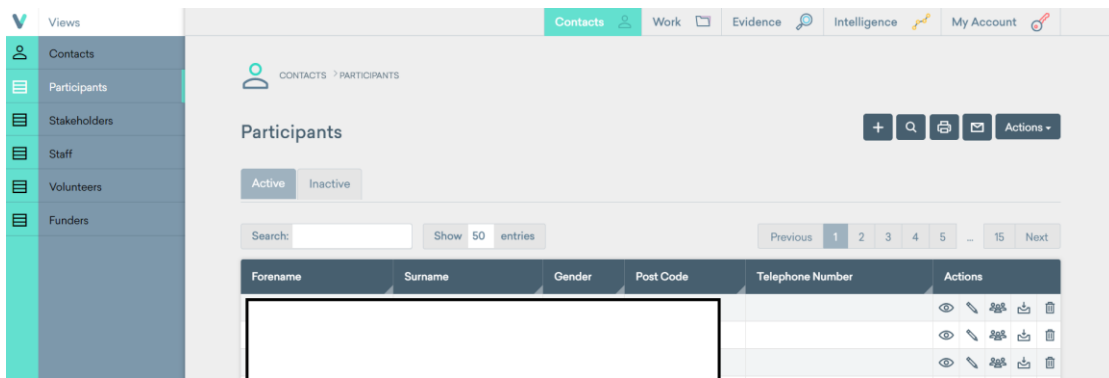 Views
Contacts Work Evidence Intelligence My Account
Contacts
Participants
Stakeholders
Staff
Volunteers
Funders
CONTACTS > PARTICIPANTS
Participants
Actions
Active Inactive
Search: Show 50 entries
Previous 1 2 3 4 5 ... 15 Next
Forename Surname Gender Post Code Telephone Number Actions